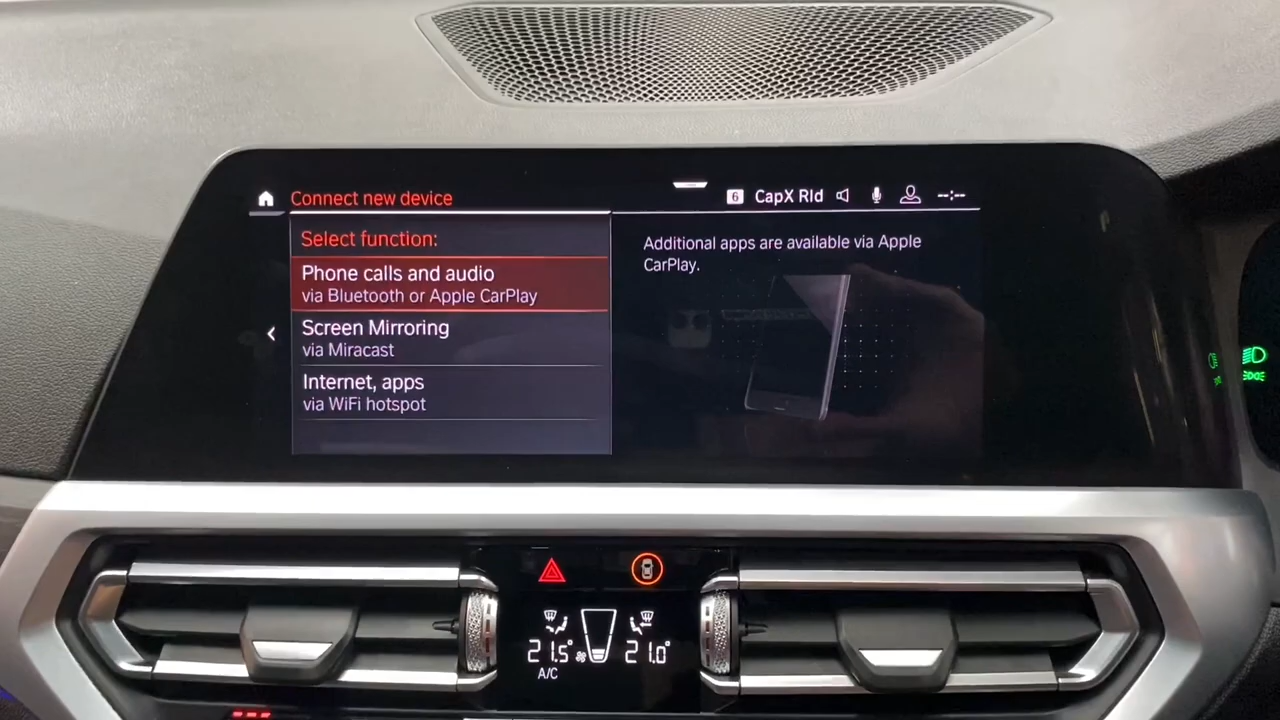 Connect new device
6 CapX Rld --:--
Select function:
Phone calls and audio
via Bluetooth or Apple CarPlay
Screen Mirroring
via Miracast
Internet, apps
via WiFi hotspot
Additional apps are available via Apple
CarPlay.
21.5° 21.0°
A/C